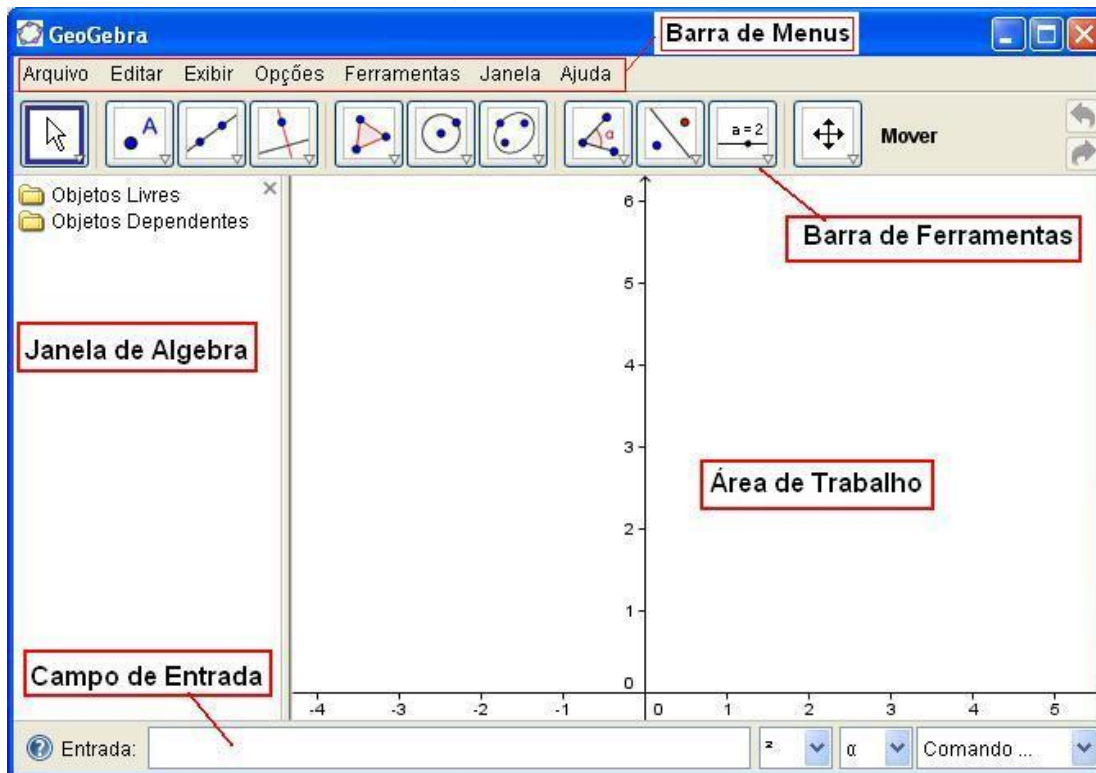 GeoGebra
Barra de Menus
Arquivo Editar Exibir Opções Ferramentas Janela Ajuda
A
α
a = 2
Mover
Objetos Livres
Objetos Dependentes
Barra de Ferramentas
Janela de Algebra
Área de Trabalho
Campo de Entrada
6
5
4
3
2
1
0
-4 -3 -2 -1 0 1 2 3 4 5
Entrada:
² α Comando ...